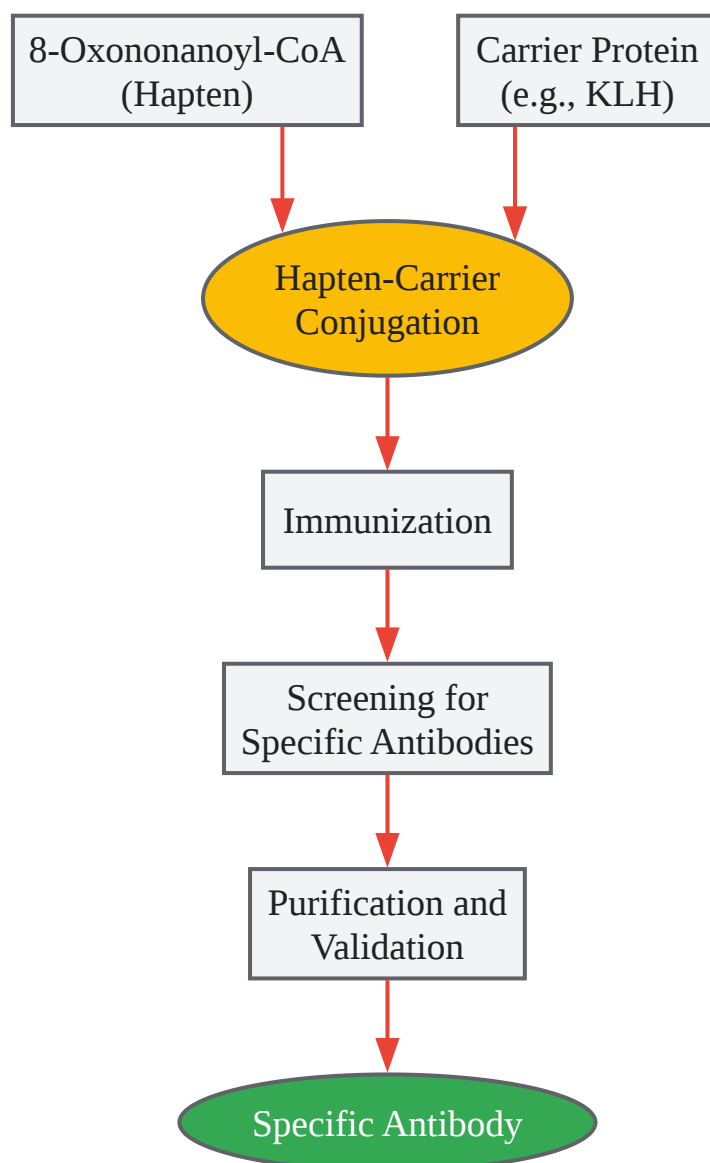 8-Oxononanoyl-CoA
(Hapten)
Carrier Protein
(e.g., KLH)
Hapten-Carrier
Conjugation
Immunization
Screening for
Specific Antibodies
Purification and
Validation
Specific Antibody